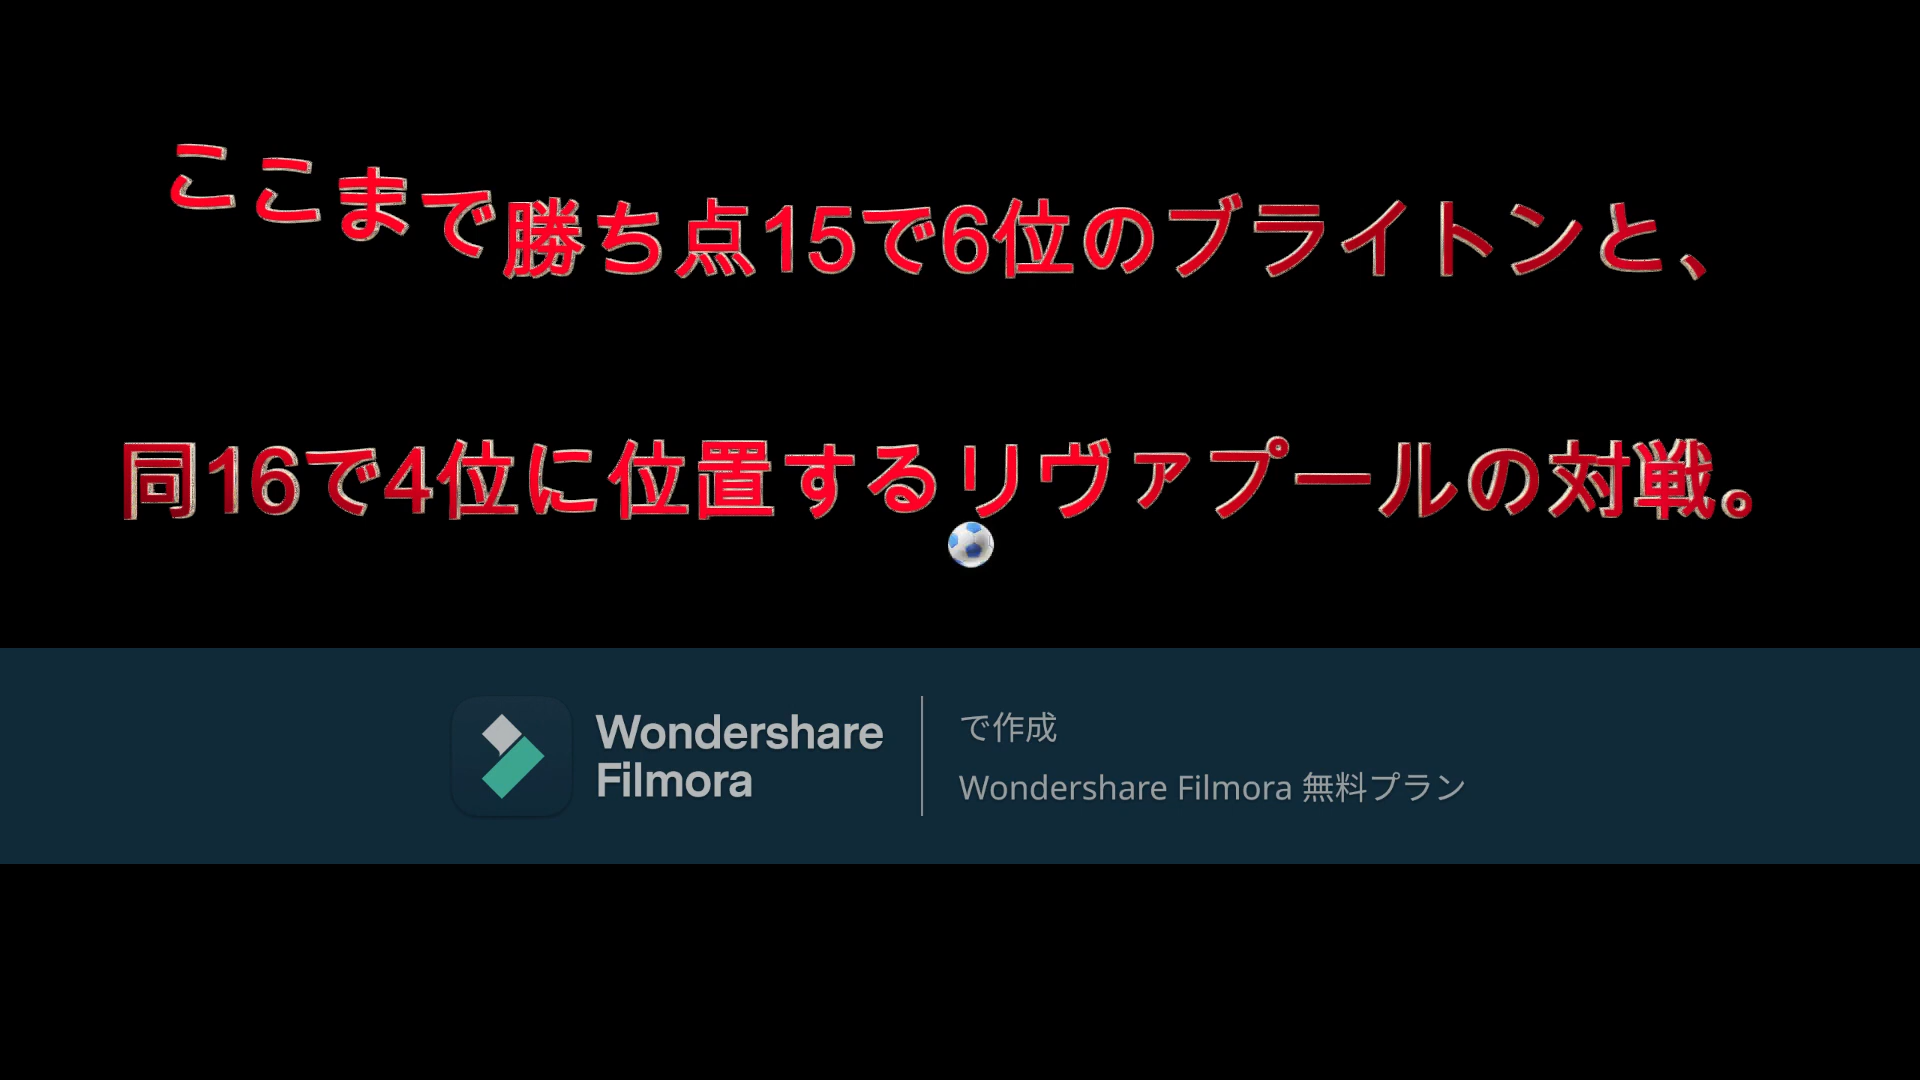 ここまで勝ち点15で6位のブライトンと、
同16で4位に位置するリヴァプールの対戦。
Wondershare
Filmora
で作成
Wondershare Filmora 無料プラン